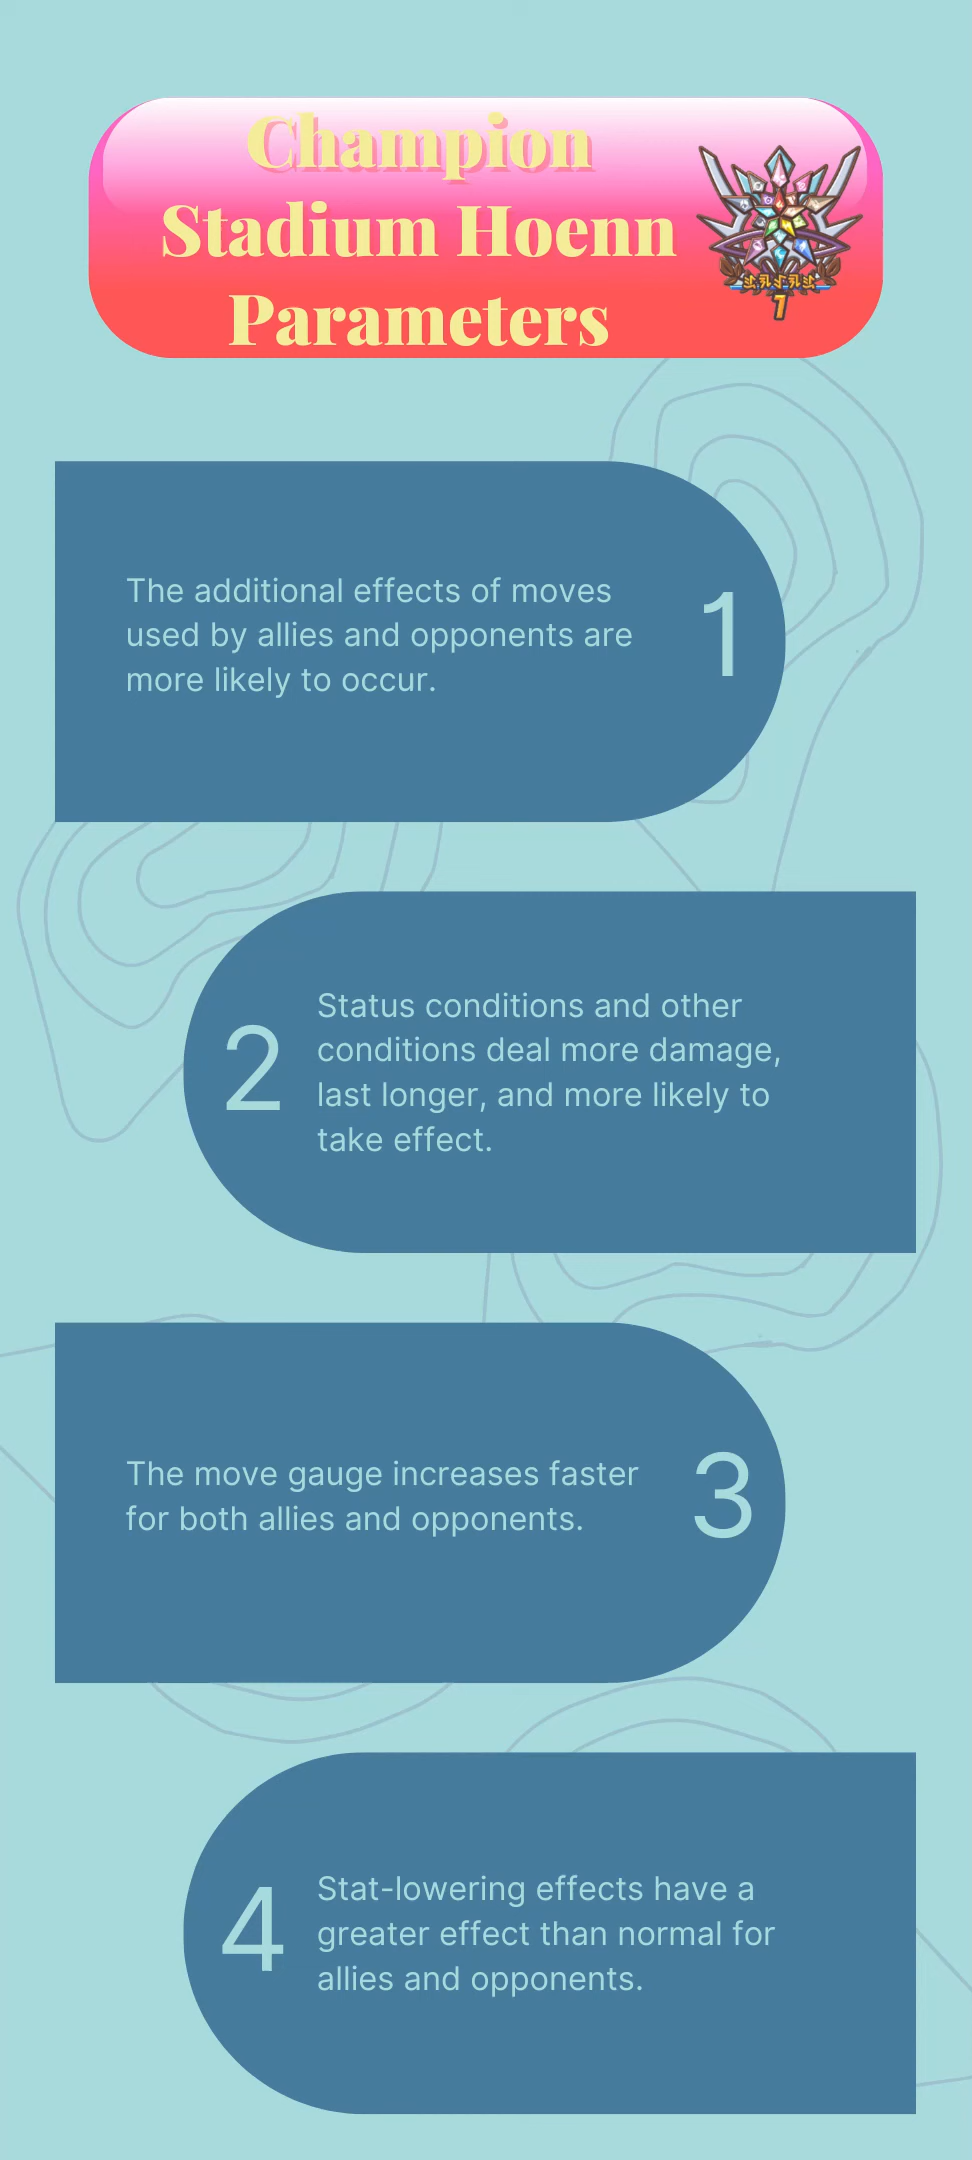 Champion
Stadium Hoenn
Parameters
The additional effects of moves
used by allies and opponents are
more likely to occur.
1
2
Status conditions and other
conditions deal more damage,
last longer, and more likely to
take effect.
The move gauge increases faster
for both allies and opponents.
3
4
Stat-lowering effects have a
greater effect than normal for
allies and opponents.